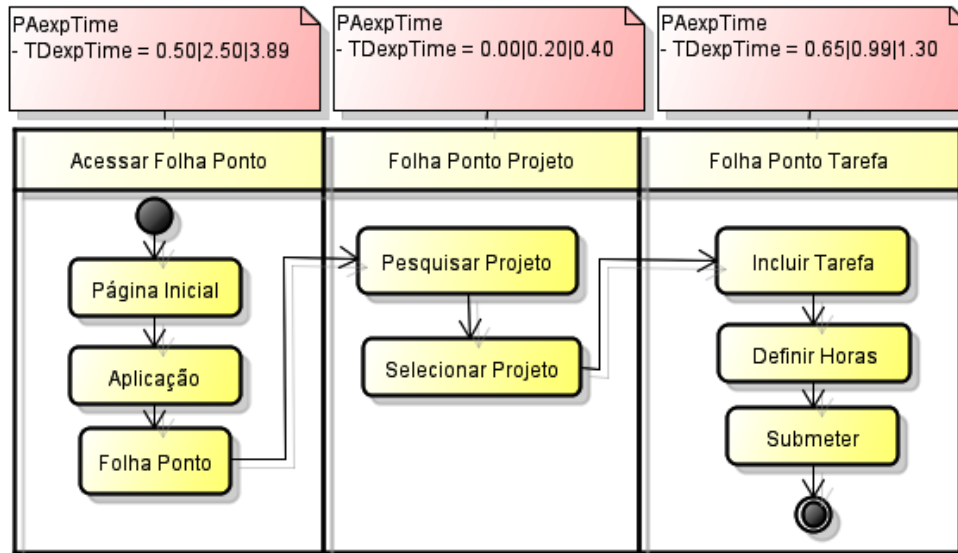 PAexpTime
- TDexpTime = 0.50|2.50|3.89
PAexpTime
- TDexpTime = 0.00|0.20|0.40
PAexpTime
- TDexpTime = 0.65|0.99|1.30
Acessar Folha Ponto
Folha Ponto Projeto
Folha Ponto Tarefa
Página Inicial
Aplicação
Folha Ponto
Pesquisar Projeto
Selecionar Projeto
Incluir Tarefa
Definir Horas
Submeter